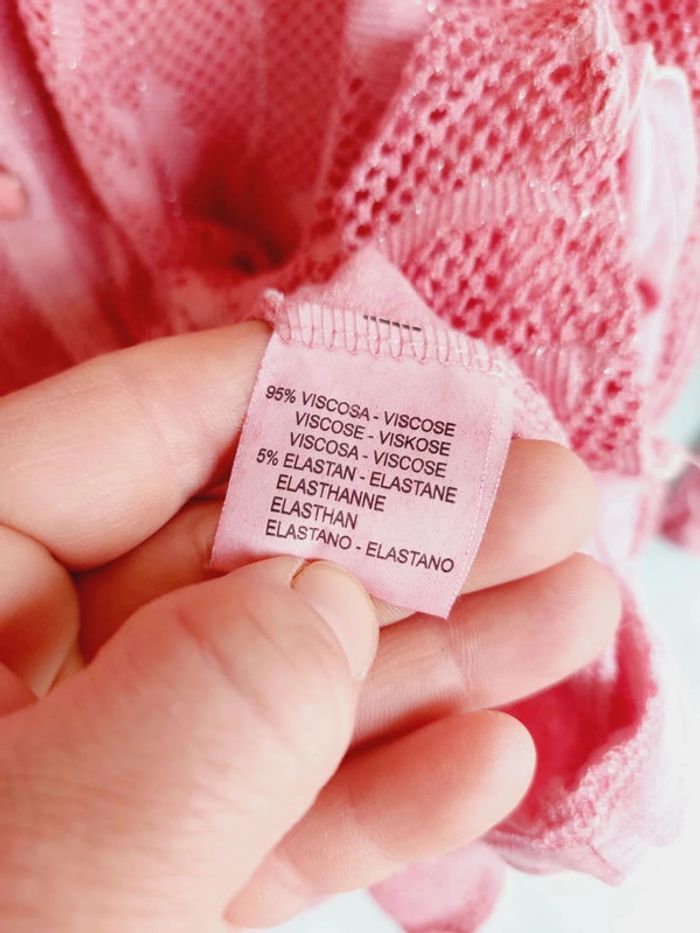 95% VISCOSA - VISCOSE
VISCOSE - VISKOSE
VISCOSA - VISCOSE
5% ELASTAN - ELASTANE
ELASTHANNE
ELASTHAN
ELASTANO - ELASTANO